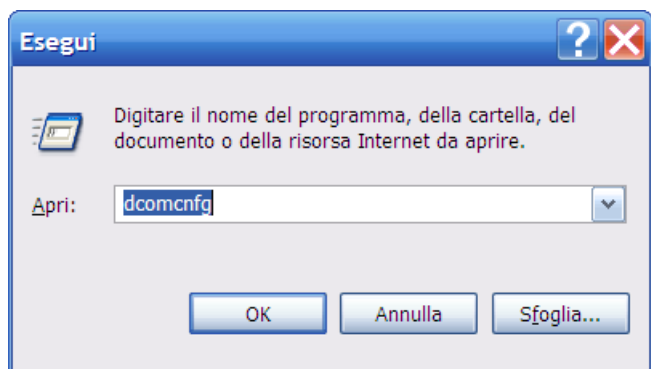 Esegui
Digitare il nome del programma, della cartella, del
documento o della risorsa Internet da aprire.
Apri: dcomcnfg
OK Annulla Sfoglia...